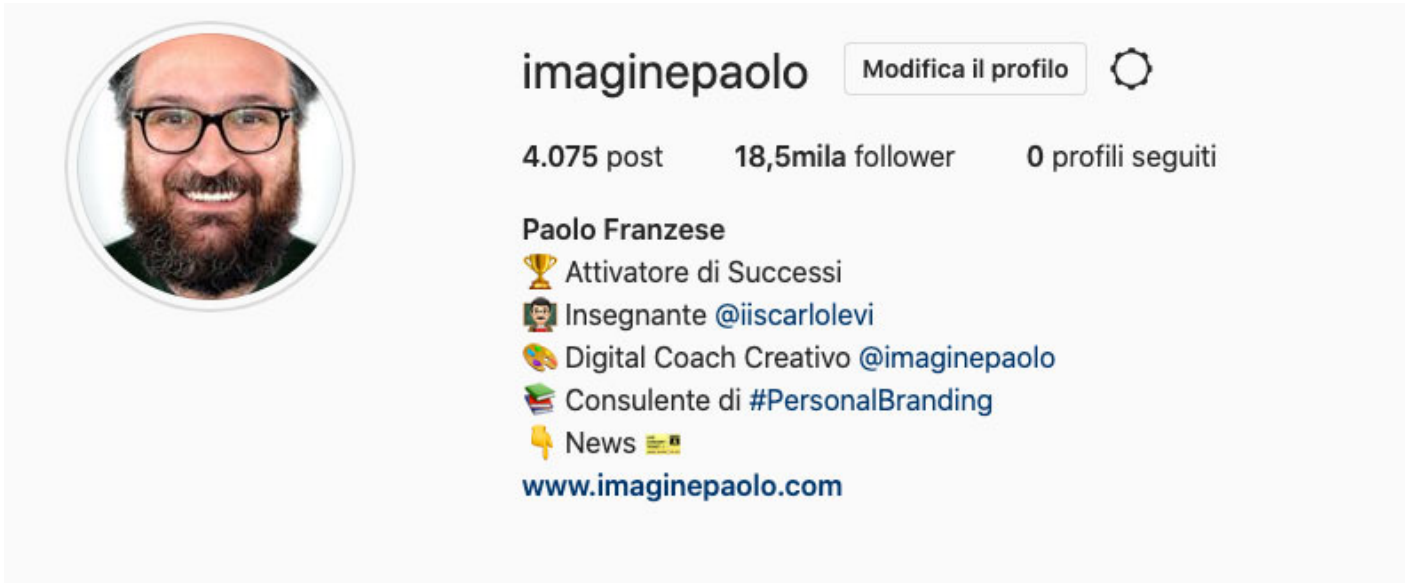 imaginepaolo Modifica il profilo
4.075 post 18,5mila follower 0 profili seguiti
Paolo Franzese
🏆 Attivatore di Successi
👨🏻‍🏫 Insegnante @iiscarlolevi
🎨 Digital Coach Creativo @imaginepaolo
📚 Consulente di #PersonalBranding
👇 News 🎫
www.imaginepaolo.com